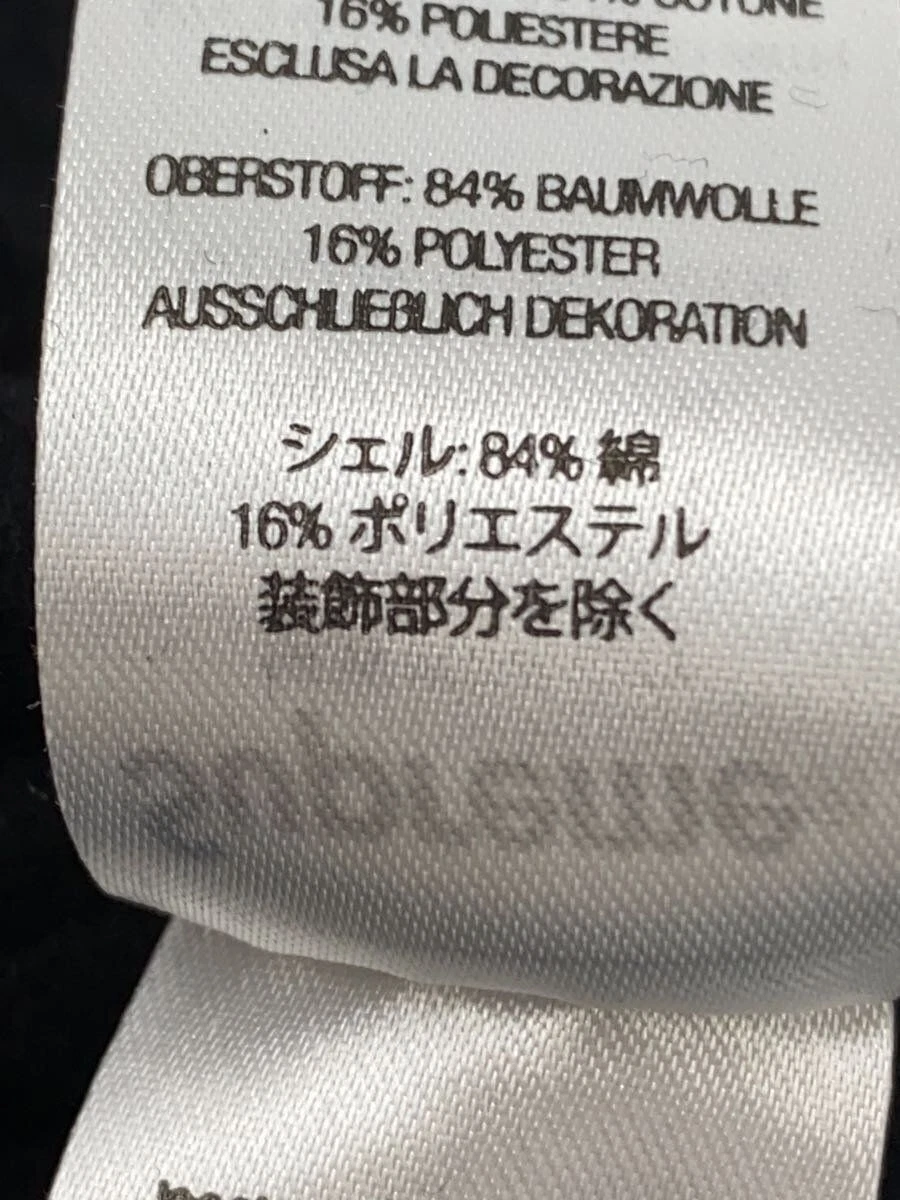 COTONE
16% POLIESTERE
ESCLUSA LA DECORAZIONE
OBERSTOFF: 84% BAUMWOLLE
16% POLYESTER
AUSSCHLIEßLICH DEKORATION
シェル: 84% 綿
16% ポリエステル
装飾部分を除く